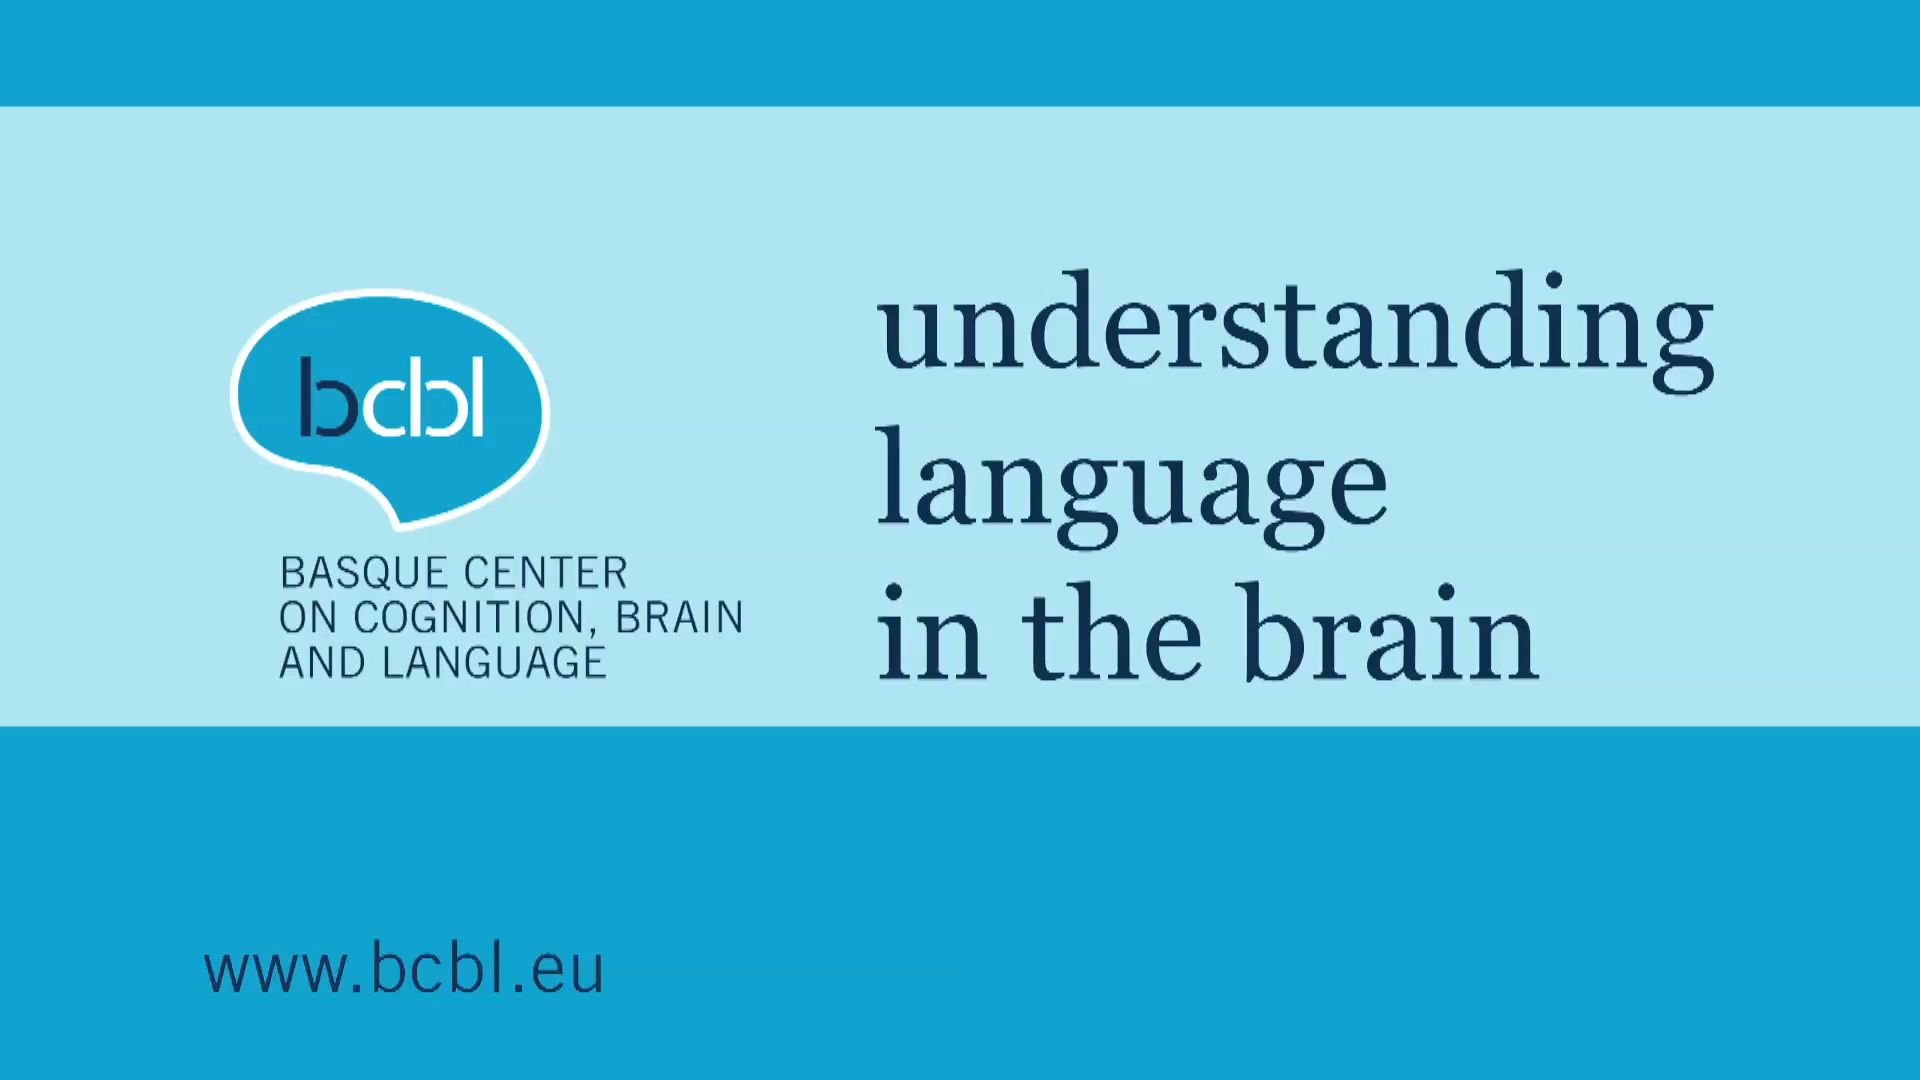 bcbl
BASQUE CENTER
ON COGNITION, BRAIN
AND LANGUAGE
understanding
language
in the brain
www.bcbl.eu